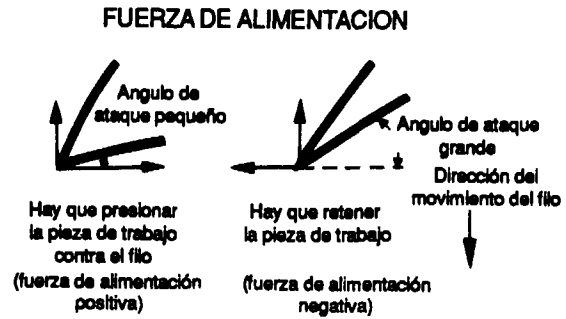 FUERZA DE ALIMENTACION
Angulo de
ataque pequeño
Angulo de ataque
grande
Dirección del
movimiento del filo
Hay que presionar
la pieza de trabajo
contra el filo
(fuerza de alimentación
positiva)
Hay que retener
la pieza de trabajo
(fuerza de alimentación
negativa)